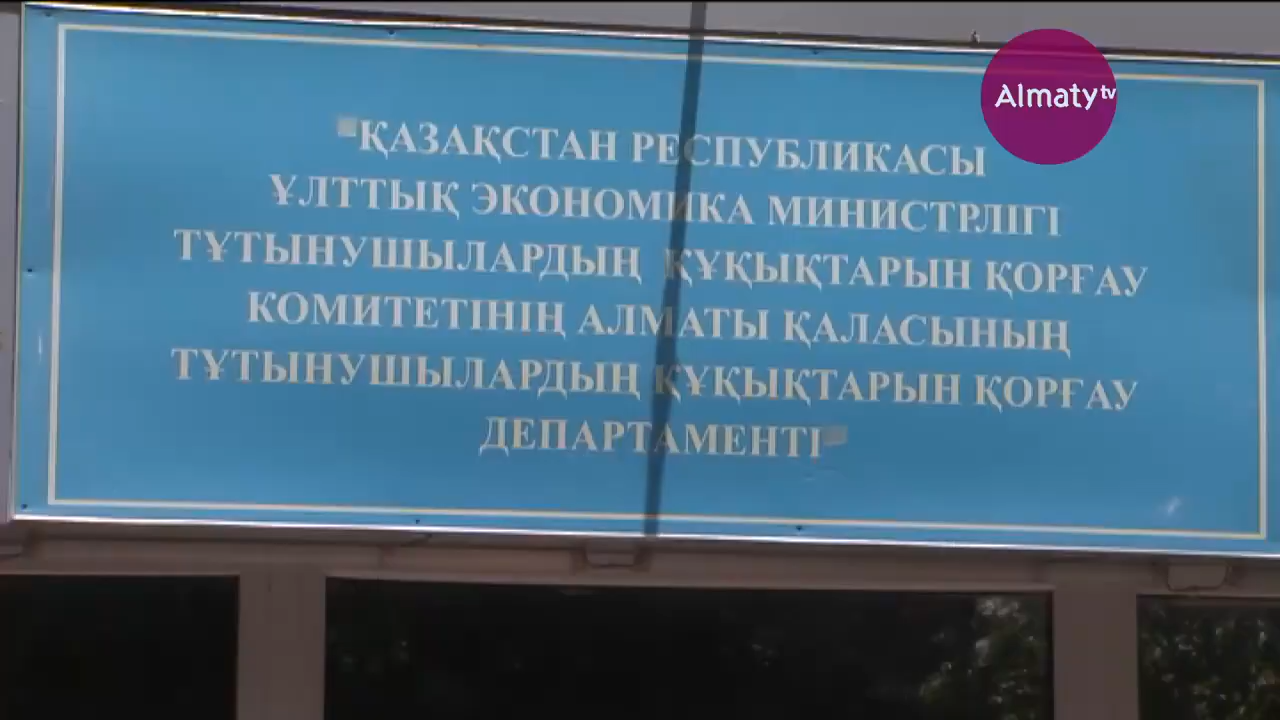 Almaty tv
ҚАЗАҚСТАН РЕСПУБЛИКАСЫ
ҰЛТТЫҚ ЭКОНОМИКА МИНИСТРЛІГІ
ТҰТЫНУШЫЛАРДЫҢ ҚҰҚЫҚТАРЫН ҚОРҒАУ
КОМИТЕТІНІҢ АЛМАТЫ ҚАЛАСЫНЫҢ
ТҰТЫНУШЫЛАРДЫҢ ҚҰҚЫҚТАРЫН ҚОРҒАУ
ДЕПАРТАМЕНТІ